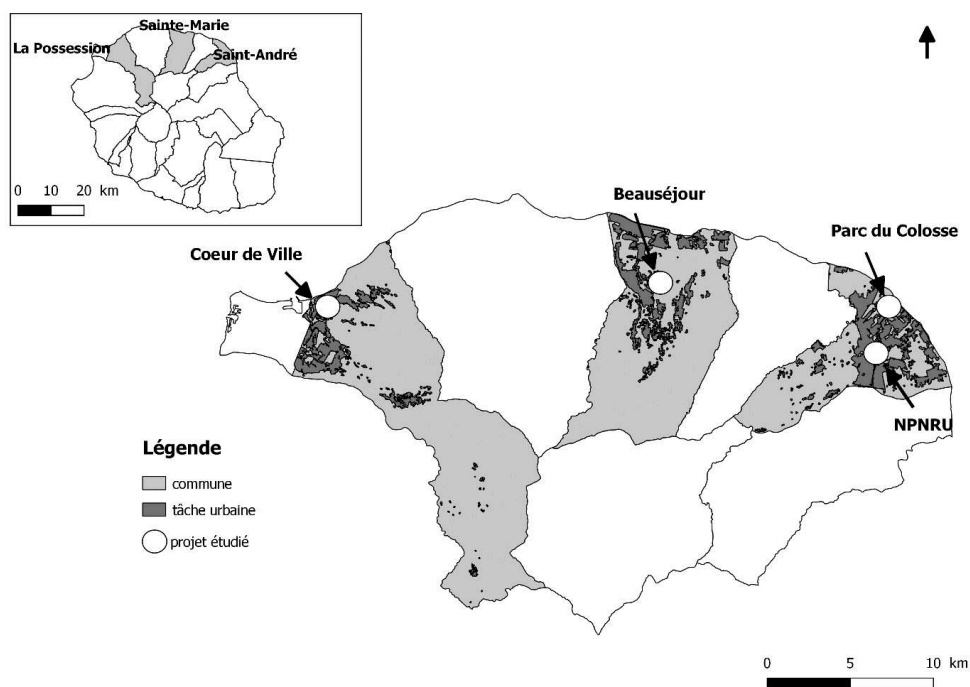 Sainte-Marie
La Possession
Saint-André
0 10 20 km
Beauséjour
Parc du Colosse
Coeur de Ville
NPNRU
Légende
commune
tâche urbaine
projet étudié
0 5 10 km